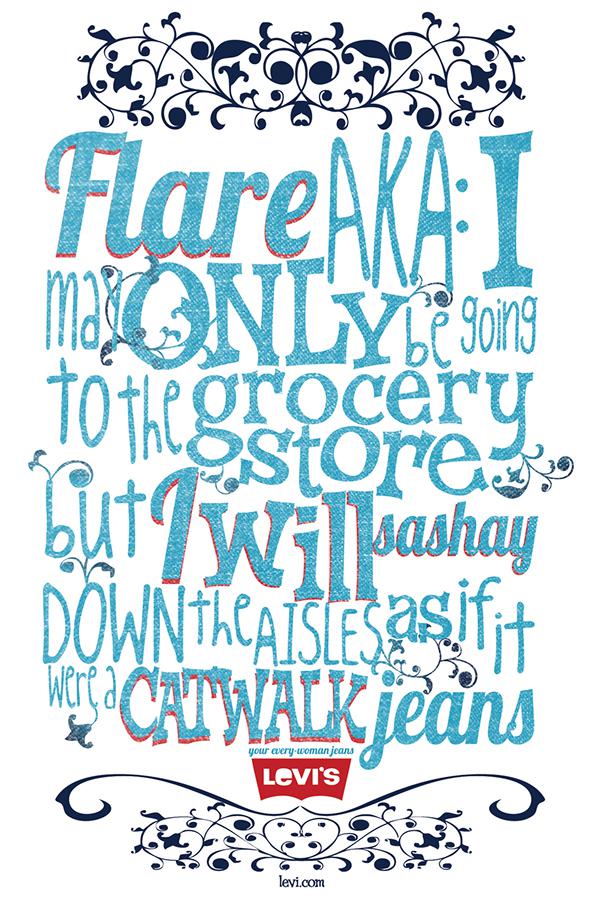 Flare AKA: I
may ONLY be going
to the grocery
store
but I will sashay
DOWN the AISLES as if it
were a CATWALK jeans
your every-woman jeans
LEVI'S
levi.com